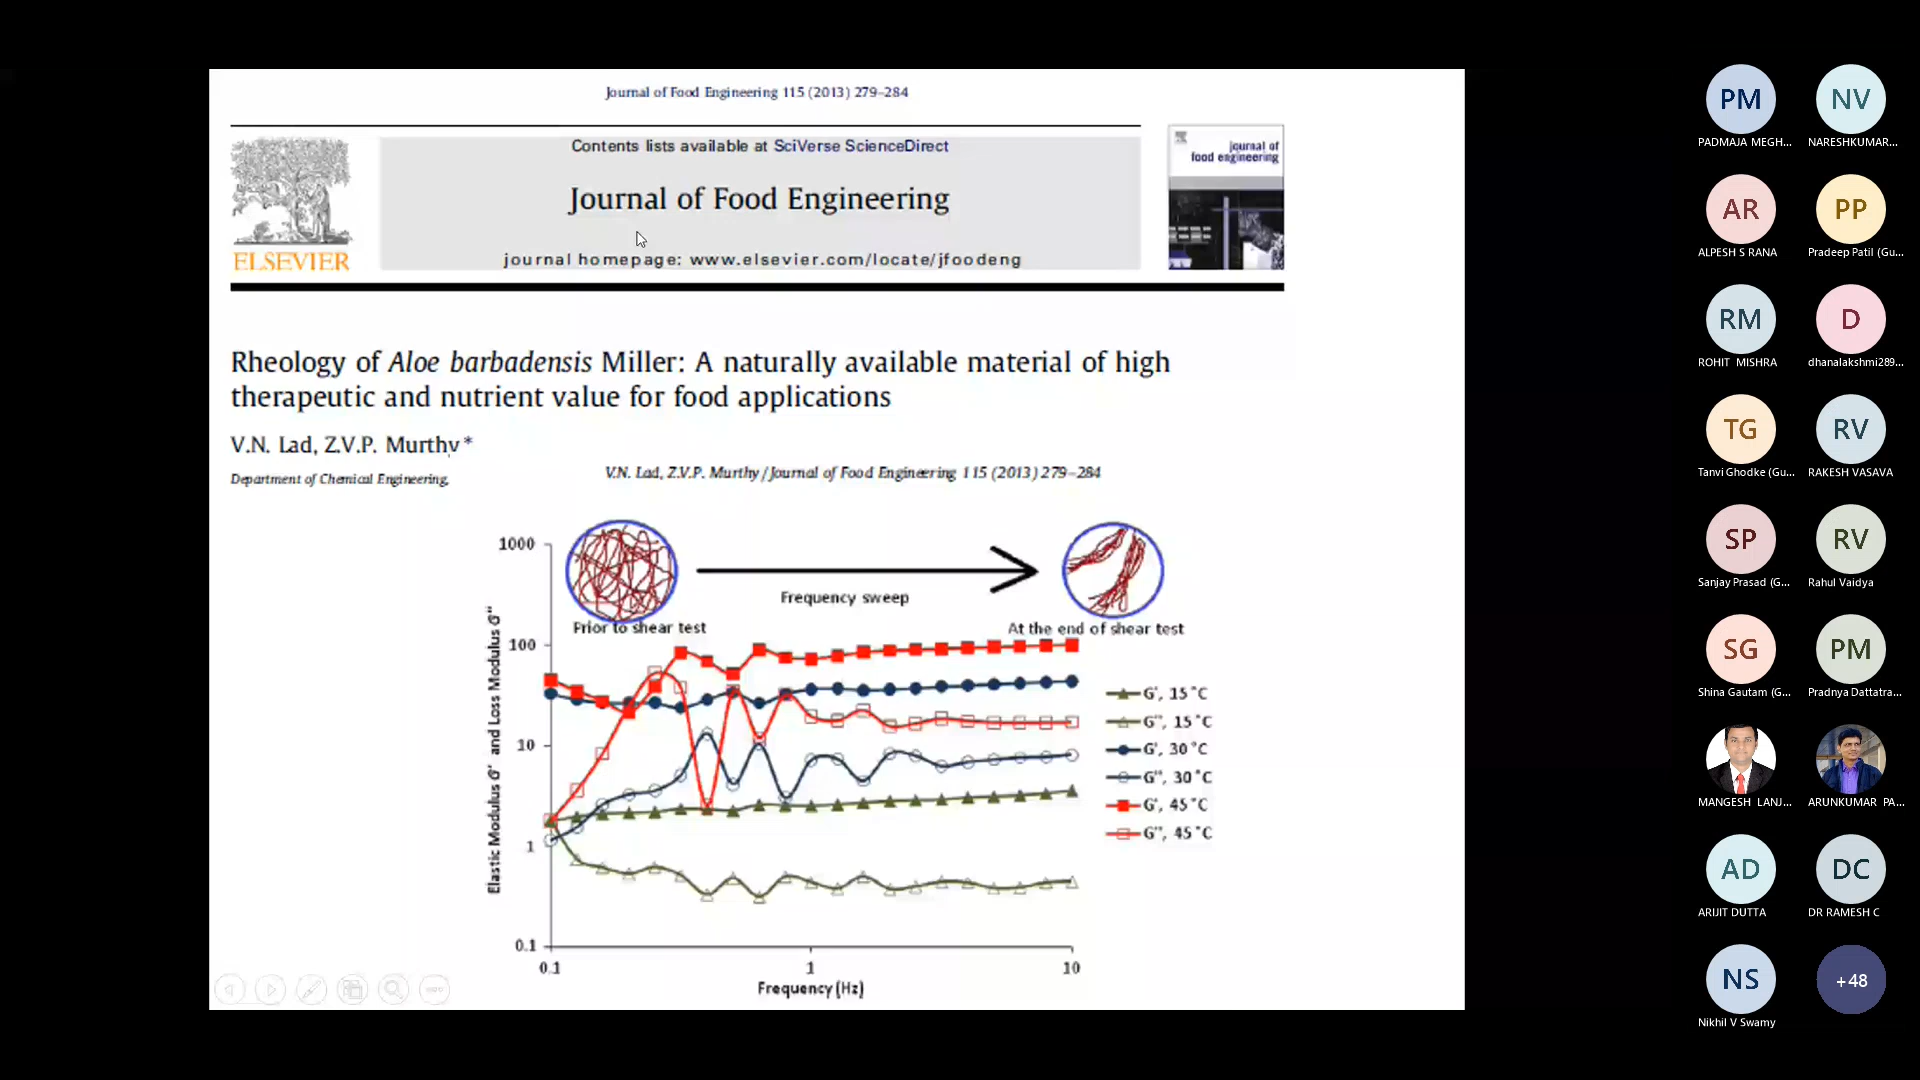 Journal of Food Engineering 115 (2013) 279–284
Contents lists available at SciVerse ScienceDirect
Journal of Food Engineering
journal homepage: www.elsevier.com/locate/jfoodeng
ELSEVIER
journal of
food engineering
Rheology of Aloe barbadensis Miller: A naturally available material of high
therapeutic and nutrient value for food applications
V.N. Lad, Z.V.P. Murthy*
Department of Chemical Engineering,
V.N. Lad, Z.V.P. Murthy / Journal of Food Engineering 115 (2013) 279–284
Elastic Modulus G' and Loss Modulus G"
1000
100
10
1
0.1
Prior to shear test
Frequency sweep
At the end of shear test
G', 15 °C
G", 15 °C
G', 30 °C
G", 30 °C
G', 45 °C
G", 45 °C
0.1
1
10
Frequency (Hz)
PM
PADMAJA MEGH...
NV
NARESHKUMAR...
AR
ALPESH S RANA
PP
Pradeep Patil (Gu...
RM
ROHIT MISHRA
D
dhanalakshmi289...
TG
Tanvi Ghodke (Gu...
RV
RAKESH VASAVA
SP
Sanjay Prasad (G...
RV
Rahul Vaidya
SG
Shina Gautam (G...
PM
Pradnya Dattatra...
MANGESH LANJ...
ARUNKUMAR PA...
AD
ARIJIT DUTTA
DC
DR RAMESH C
NS
Nikhil V Swamy
+48